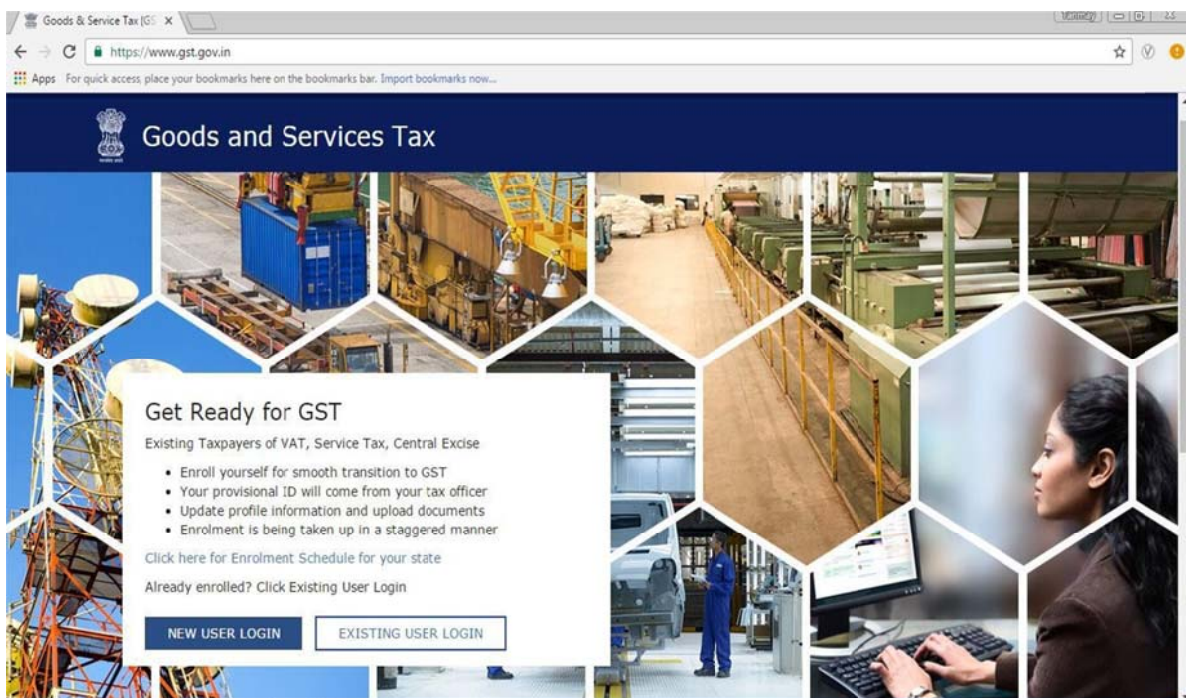 Goods & Service Tax [GS
Tanmay
https://www.gst.gov.in
Apps For quick access, place your bookmarks here on the bookmarks bar. Import bookmarks now...
Goods and Services Tax
Get Ready for GST
Existing Taxpayers of VAT, Service Tax, Central Excise
• Enroll yourself for smooth transition to GST
• Your provisional ID will come from your tax officer
• Update profile information and upload documents
• Enrolment is being taken up in a staggered manner
Click here for Enrolment Schedule for your state
Already enrolled? Click Existing User Login
NEW USER LOGIN EXISTING USER LOGIN